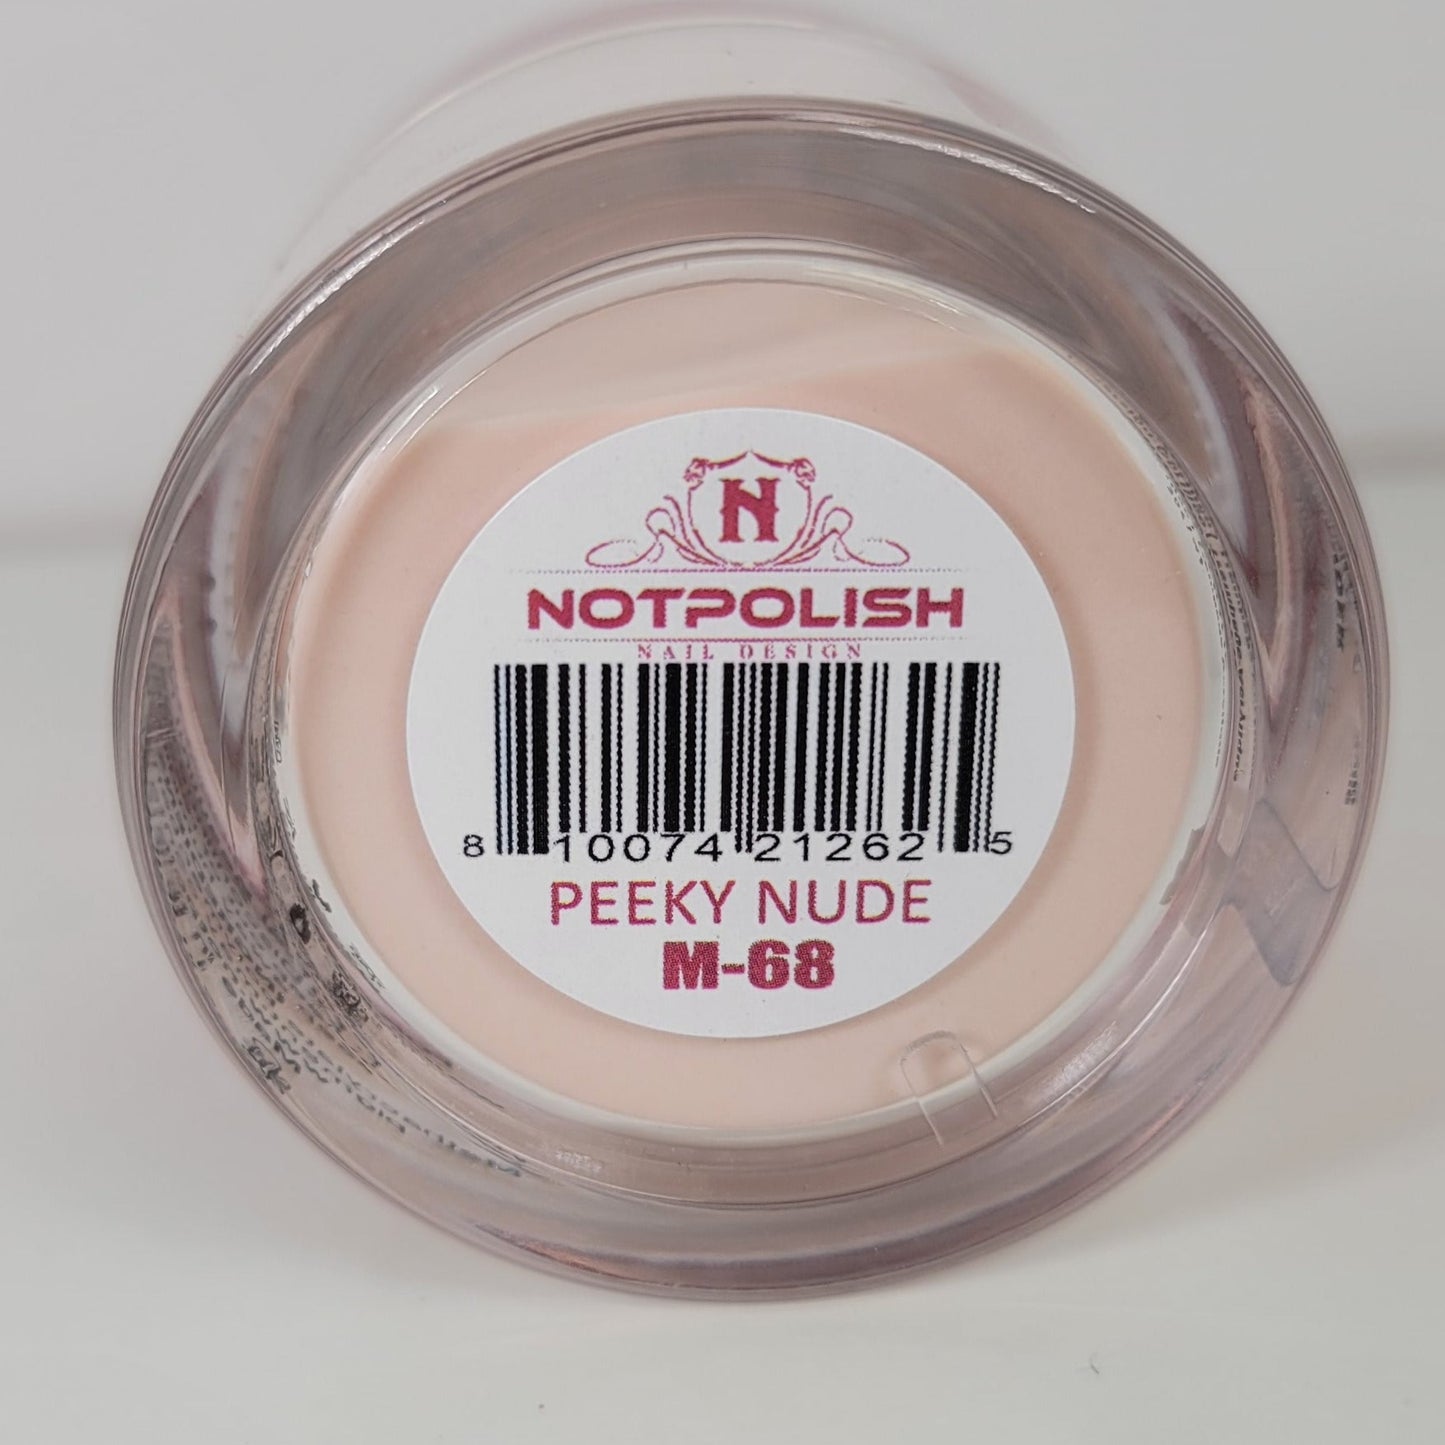 N
NOTPOLISH
NAIL DESIGN
8 10074 21262 5
PEEKY NUDE
M-68